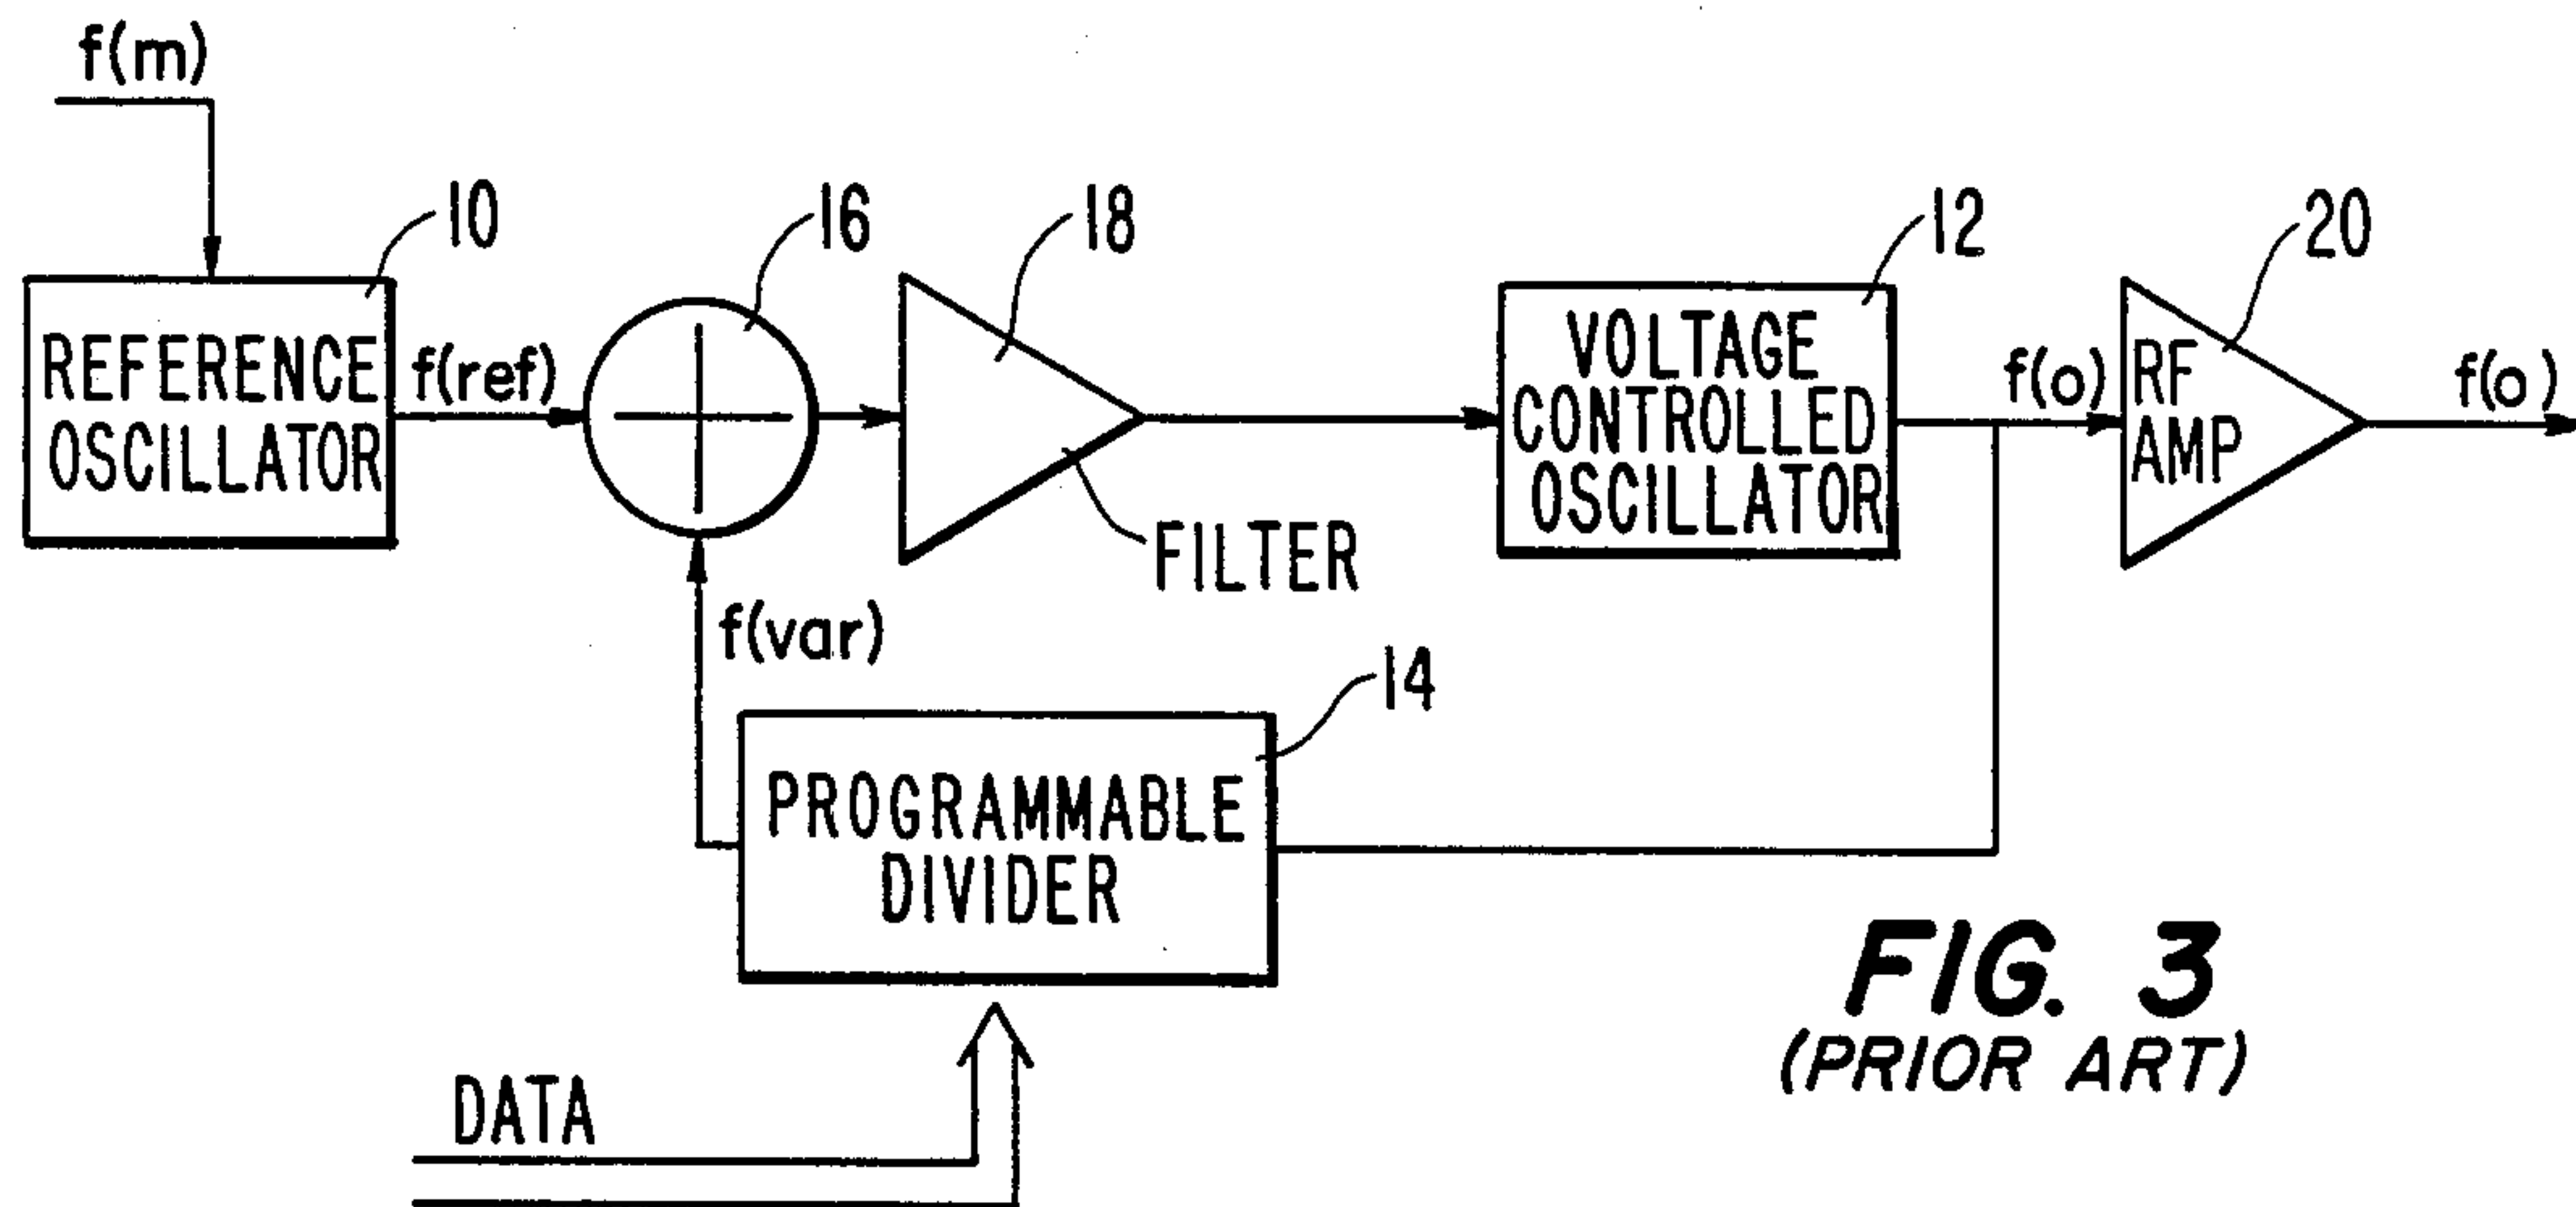 f(m)
10
16
18
12
20
REFERENCE
OSCILLATOR
f(ref)
FILTER
VOLTAGE
CONTROLLED
OSCILLATOR
f(o)
RF
AMP
f(o)
f(var)
14
PROGRAMMABLE
DIVIDER
DATA
FIG. 3
(PRIOR ART)